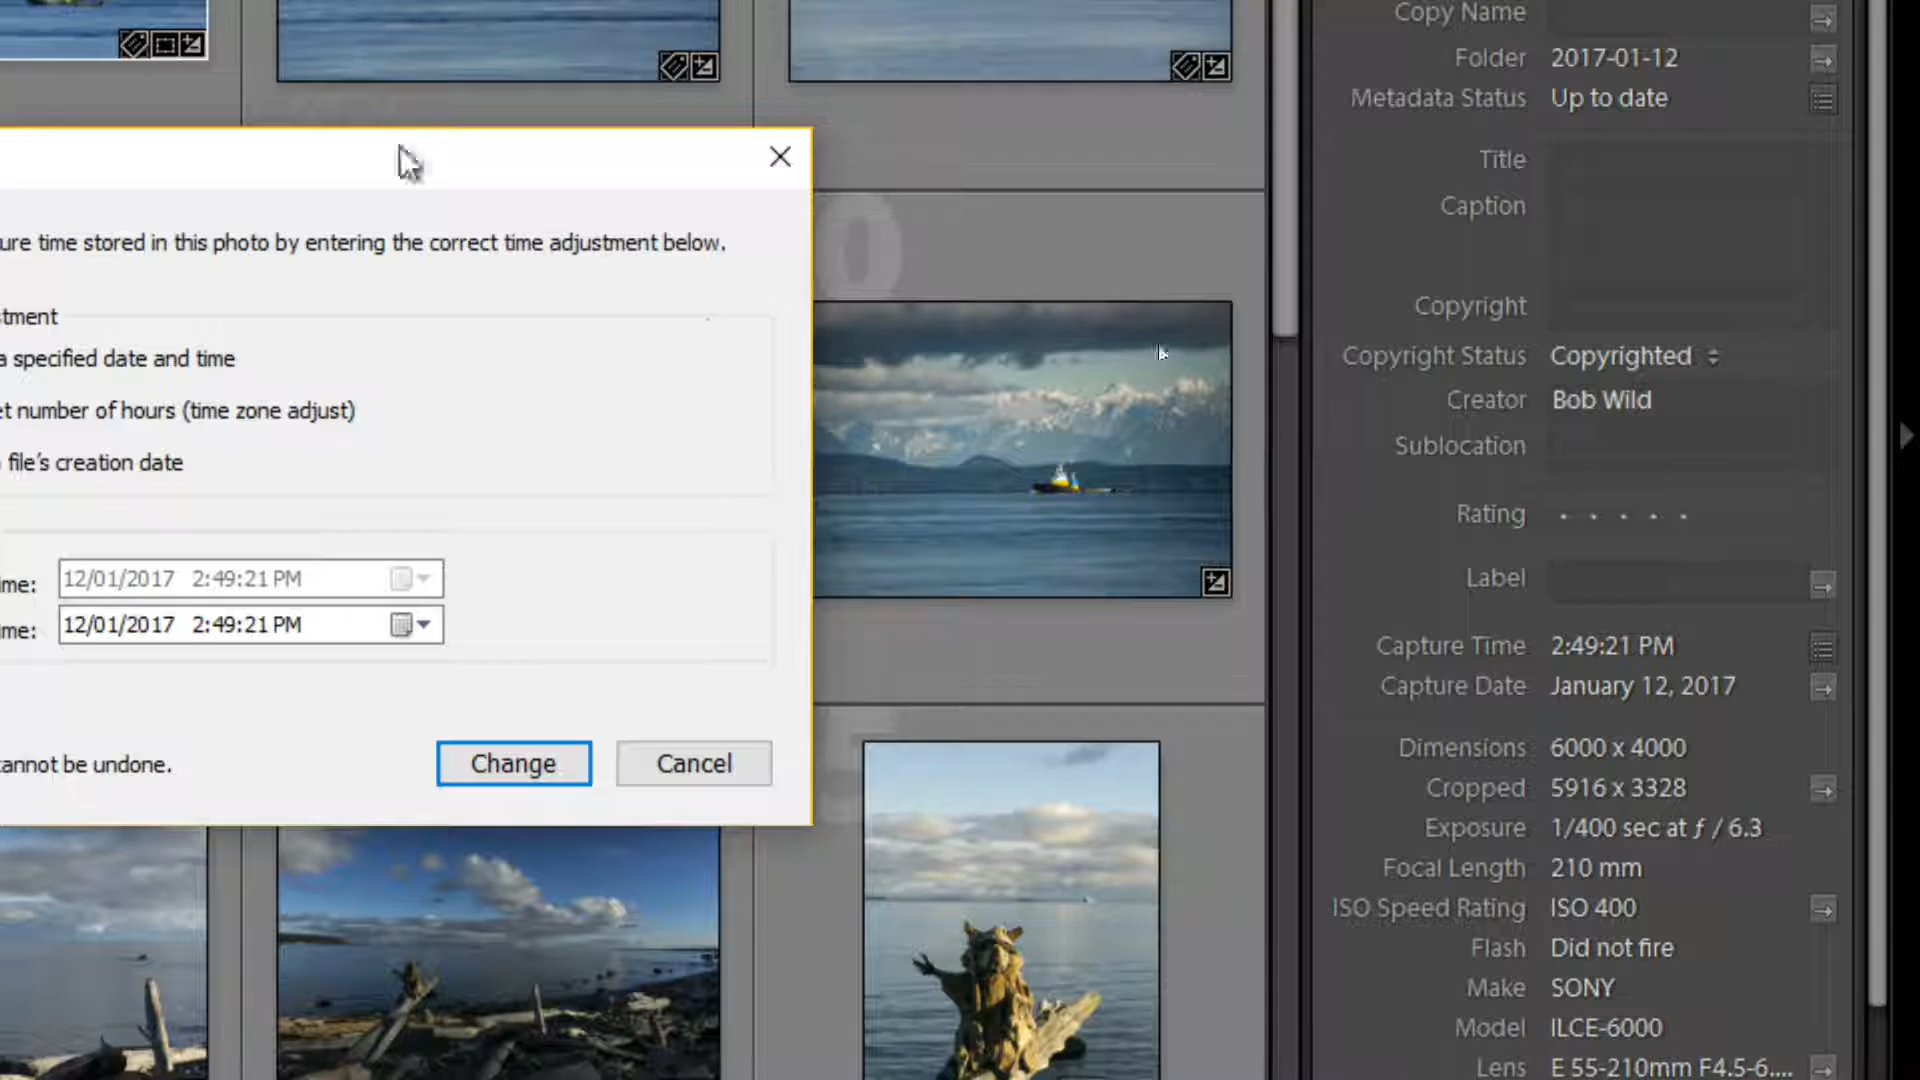 Copy Name
Folder 2017-01-12
Metadata Status Up to date
Title
Caption
Copyright
Copyright Status Copyrighted
Creator Bob Wild
Sublocation
Rating . . . . .
Label
Capture Time 2:49:21 PM
Capture Date January 12, 2017
Dimensions 6000 x 4000
Cropped 5916 x 3328
Exposure 1/400 sec at ƒ / 6.3
Focal Length 210 mm
ISO Speed Rating ISO 400
Flash Did not fire
Make SONY
Model ILCE-6000
Lens E 55-210mm F4.5-6....
ure time stored in this photo by entering the correct time adjustment below.
stment
a specified date and time
et number of hours (time zone adjust)
file's creation date
ime: 12/01/2017 2:49:21 PM
ime: 12/01/2017 2:49:21 PM
annot be undone.
Change
Cancel